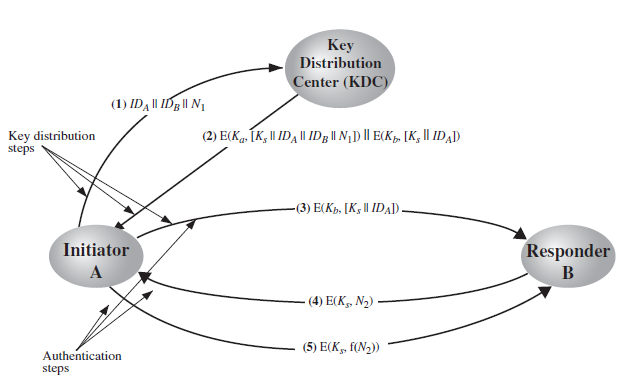 Key
Distribution
Center (KDC)
(1) ID_A || ID_B || N_1
Key distribution
steps
(2) E(K_a, [K_s || ID_A || ID_B || N_1]) || E(K_b, [K_s || ID_A])
(3) E(K_b, [K_s || ID_A])
Initiator
A
Responder
B
(4) E(K_s, N_2)
(5) E(K_s, f(N_2))
Authentication
steps